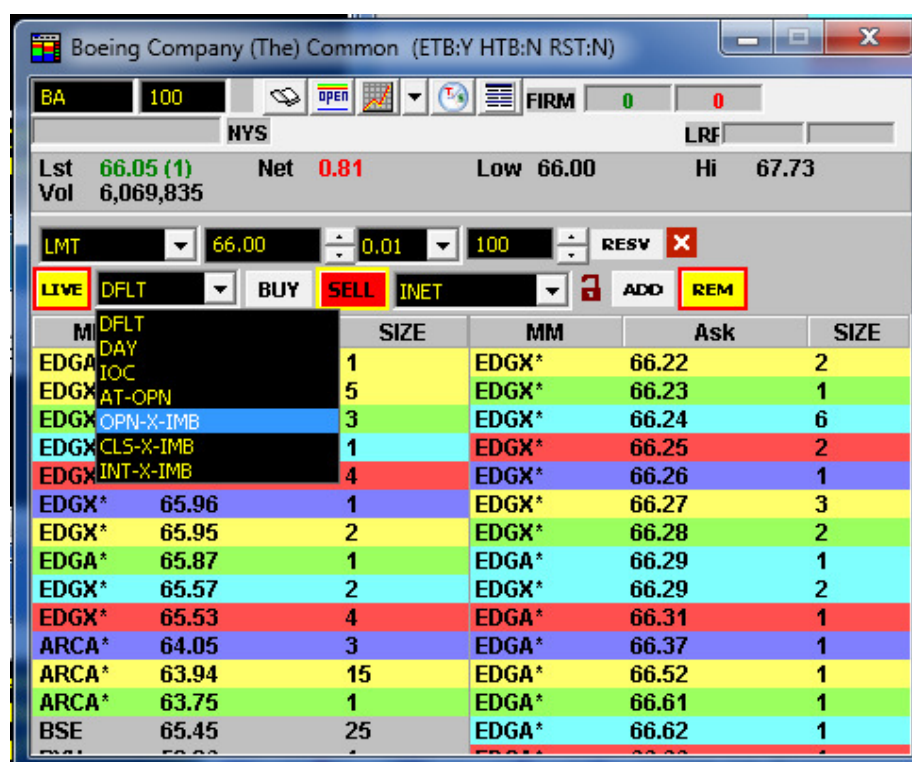 Boeing Company (The) Common (ETB:Y HTB:N RST:N)
BA 100 OPEN T/S FIRM 0 0
NYS LRF
Lst 66.05 (1) Net 0.81 Low 66.00 Hi 67.73
Vol 6,069,835
LMT 66.00 0.01 100 RESV X
LIVE DFLT BUY SELL INET ADD REM
SIZE MM Ask SIZE
DFLT
DAY
IOC
AT-OPN
OPN-X-IMB
CLS-X-IMB
INT-X-IMB
EDGA 1 EDGX* 66.22 2
EDGX 5 EDGX* 66.23 1
EDGX 3 EDGX* 66.24 6
EDGX 1 EDGX* 66.25 2
EDGX 4 EDGX* 66.26 1
EDGX* 65.96 1 EDGX* 66.27 3
EDGX* 65.95 2 EDGX* 66.28 2
EDGA* 65.87 1 EDGA* 66.29 1
EDGX* 65.57 2 EDGX* 66.29 2
EDGX* 65.53 4 EDGA* 66.31 1
ARCA* 64.05 3 EDGA* 66.37 1
ARCA* 63.94 15 EDGA* 66.52 1
ARCA* 63.75 1 EDGA* 66.61 1
BSE 65.45 25 EDGA* 66.62 1